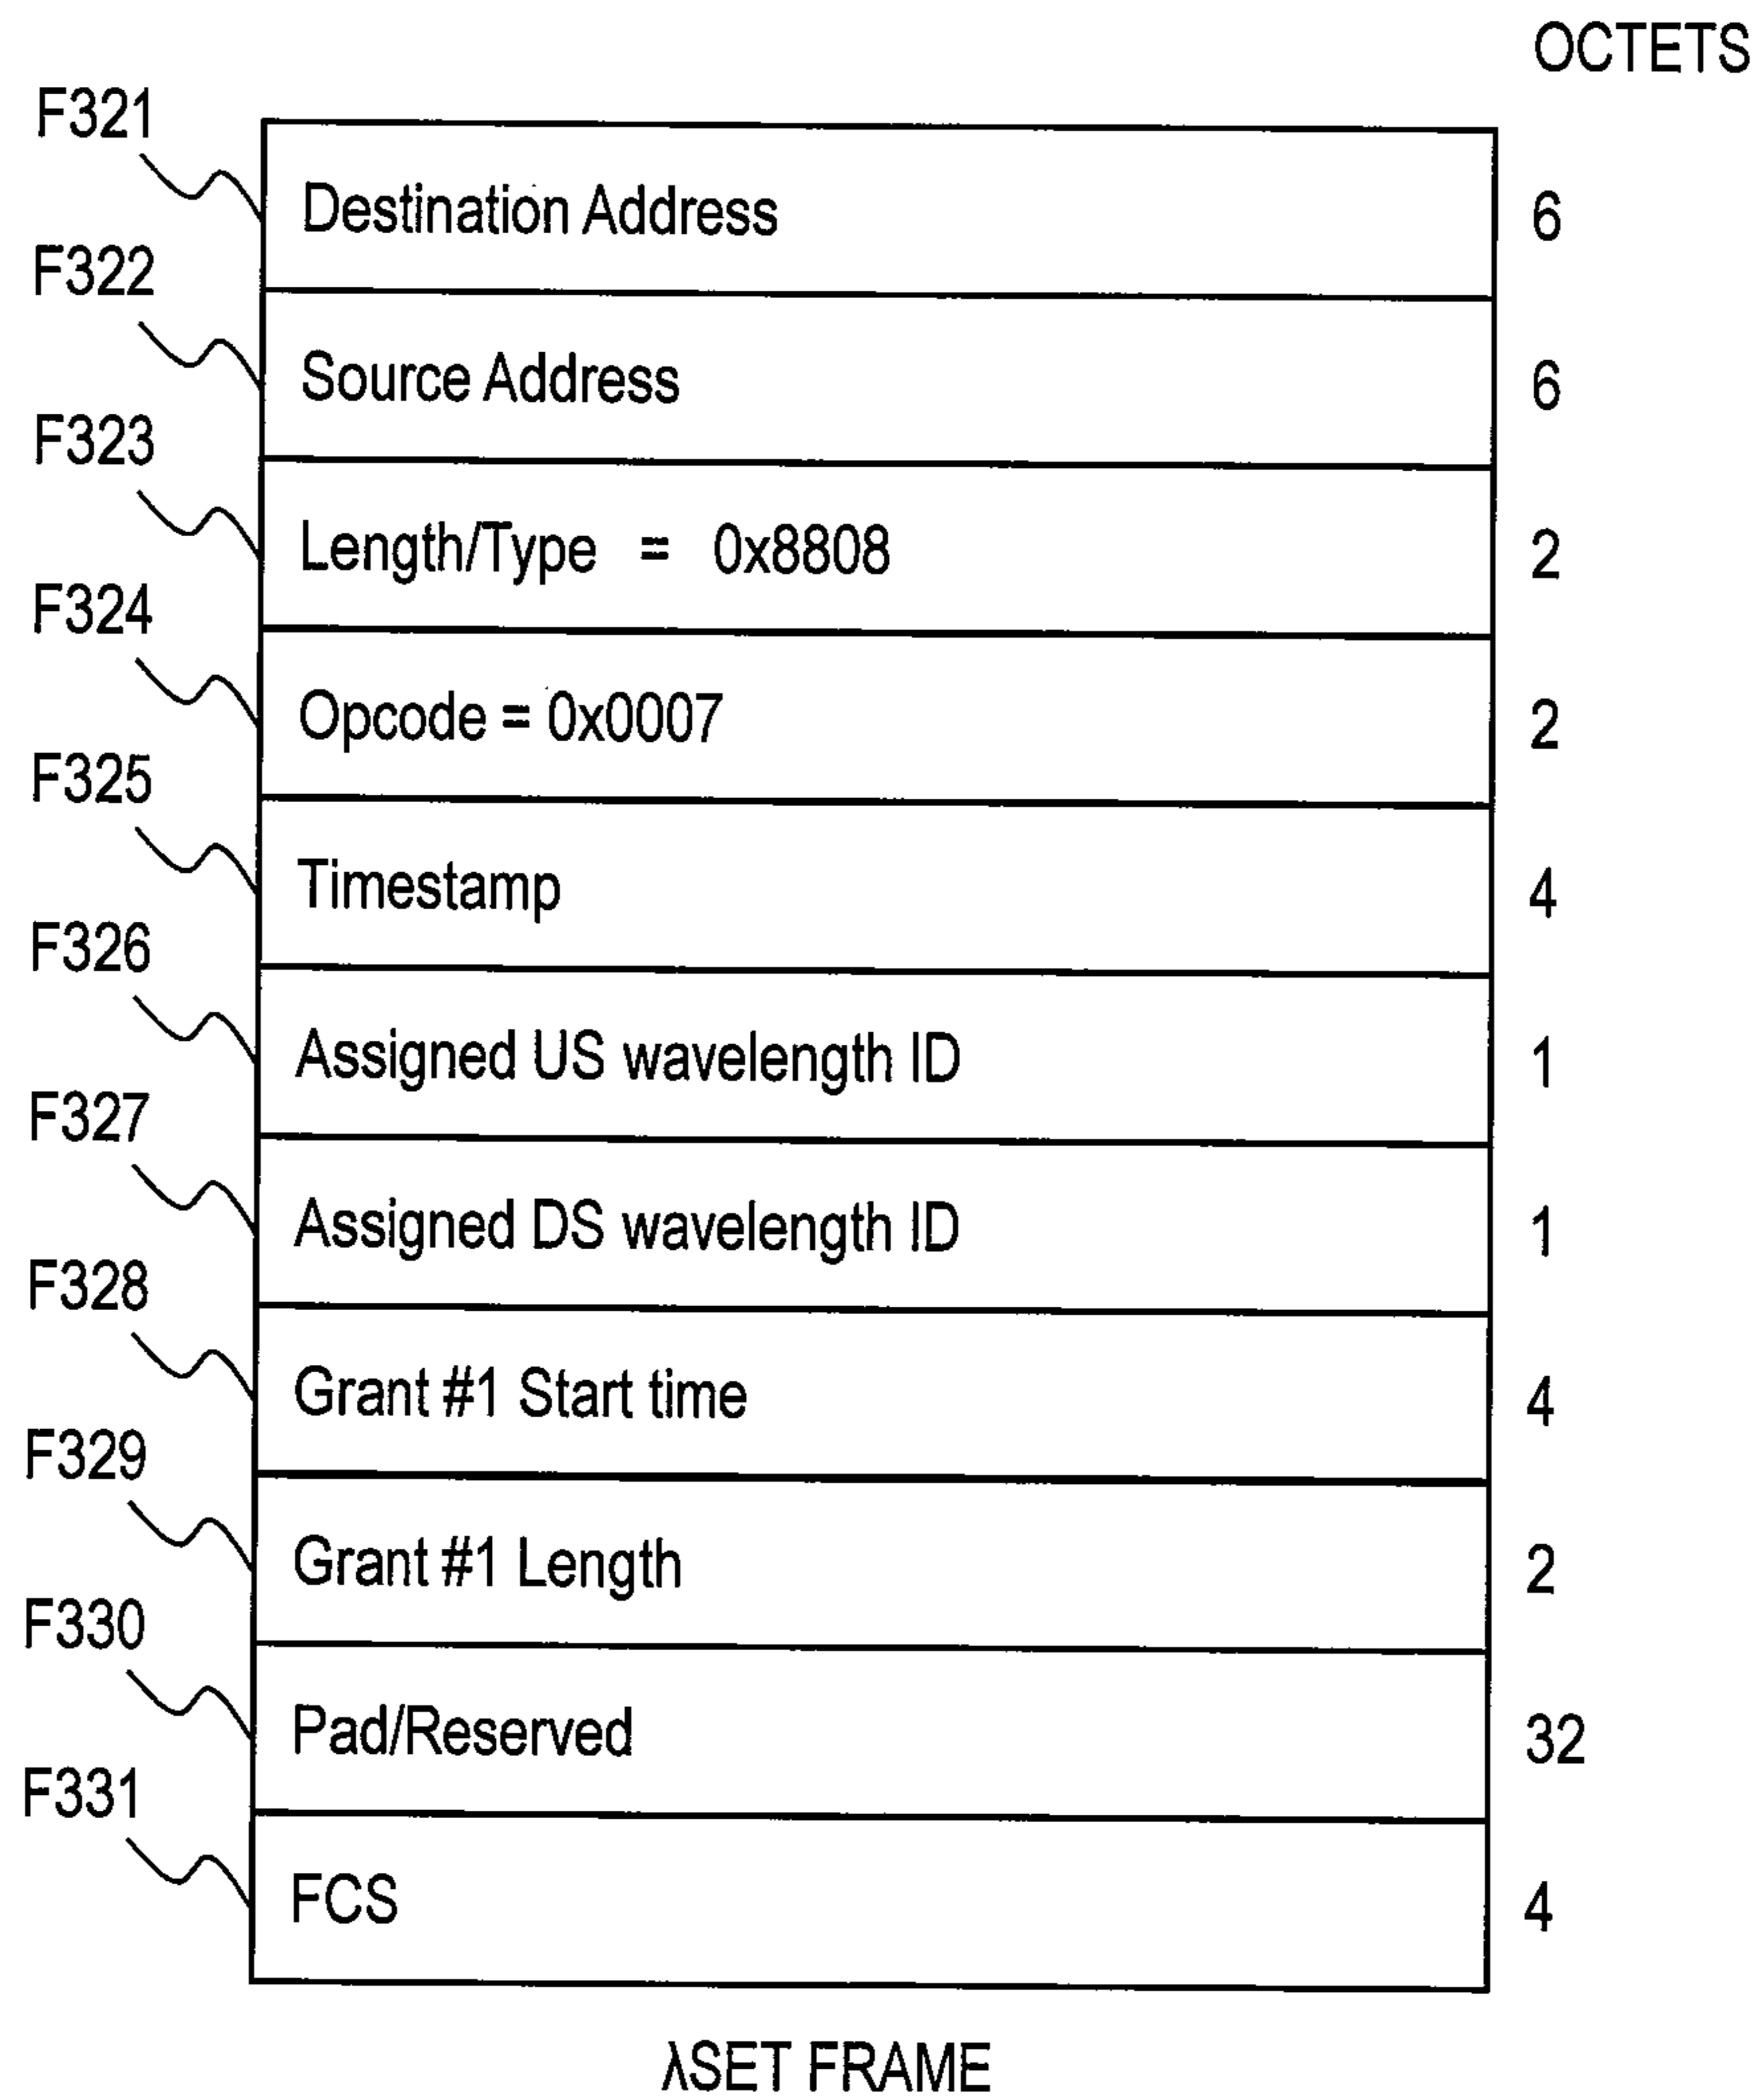 OCTETS
F321
Destination Address 6
F322
Source Address 6
F323
Length/Type = 0x8808 2
F324
Opcode = 0x0007 2
F325
Timestamp 4
F326
Assigned US wavelength ID 1
F327
Assigned DS wavelength ID 1
F328
Grant #1 Start time 4
F329
Grant #1 Length 2
F330
Pad/Reserved 32
F331
FCS 4
λSET FRAME